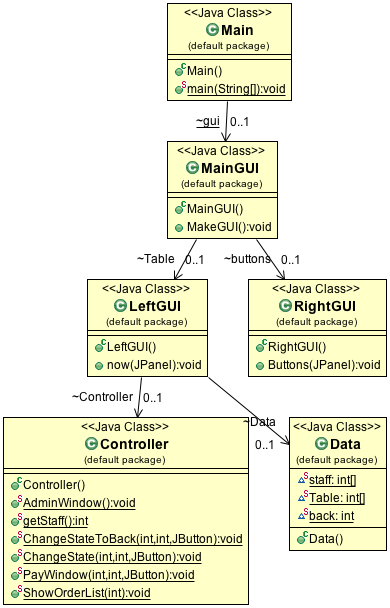 <<Java Class>>
Main
(default package)
Main()
main(String[]):void
~gui
0..1
<<Java Class>>
MainGUI
(default package)
MainGUI()
MakeGUI():void
~Table
0..1
~buttons
0..1
<<Java Class>>
LeftGUI
(default package)
LeftGUI()
now(JPanel):void
<<Java Class>>
RightGUI
(default package)
RightGUI()
Buttons(JPanel):void
~Controller
0..1
~Data
0..1
<<Java Class>>
Controller
(default package)
Controller()
AdminWindow():void
getStaff():int
ChangeStateToBack(int,int,JButton):void
ChangeState(int,int,JButton):void
PayWindow(int,int,JButton):void
ShowOrderList(int):void
<<Java Class>>
Data
(default package)
staff: int[]
Table: int[]
back: int
Data()